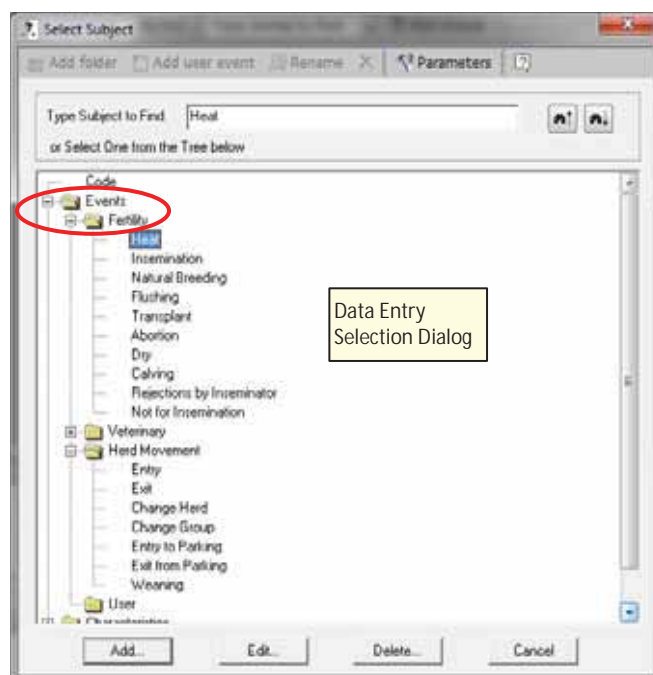 Select Subject
Add folder Add user event Rename Parameters
Type Subject to Find Heat
or Select One from the Tree below
Code
Events
Fertility
Heat
Insemination
Natural Breeding
Flushing
Transplant
Abortion
Dry
Calving
Rejections by Inseminator
Not for Insemination
Veterinary
Herd Movement
Entry
Exit
Change Herd
Change Group
Entry to Parking
Exit from Parking
Weaning
User
Characteristics
Data Entry
Selection Dialog
Add... Edit... Delete... Cancel